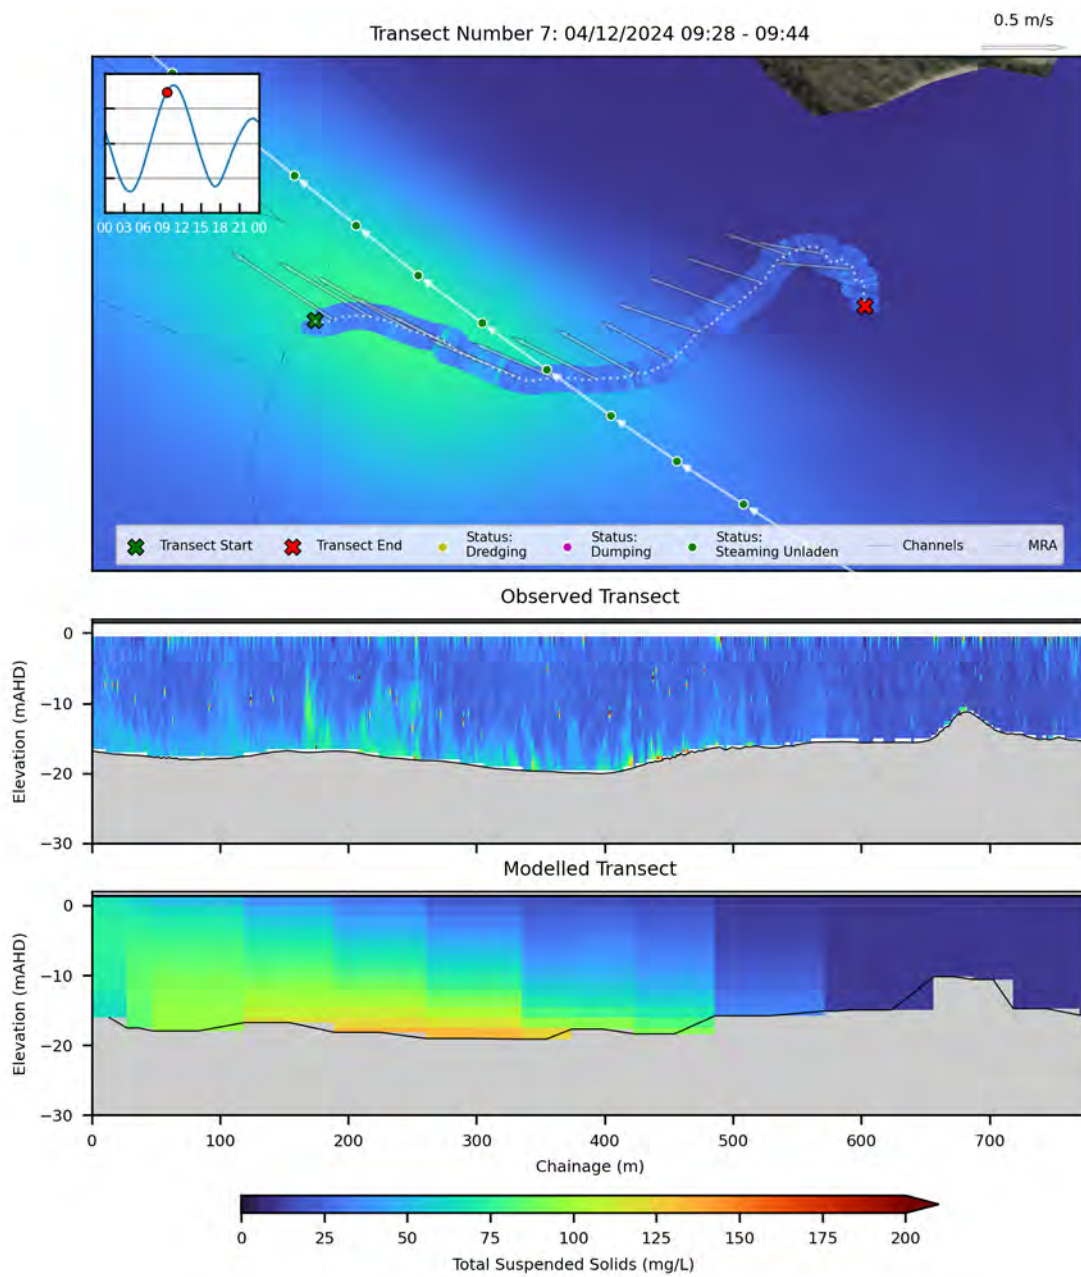 0.5 m/s
Transect Number 7: 04/12/2024 09:28 - 09:44
00 03 06 09 12 15 18 21 00
Transect Start
Transect End
Status:
Dredging
Status:
Dumping
Status:
Steaming Unladen
Channels
MRA
Observed Transect
0
−10
−20
−30
Elevation (mAHD)
Modelled Transect
0
−10
−20
−30
Elevation (mAHD)
0 100 200 300 400 500 600 700
Chainage (m)
0 25 50 75 100 125 150 175 200
Total Suspended Solids (mg/L)